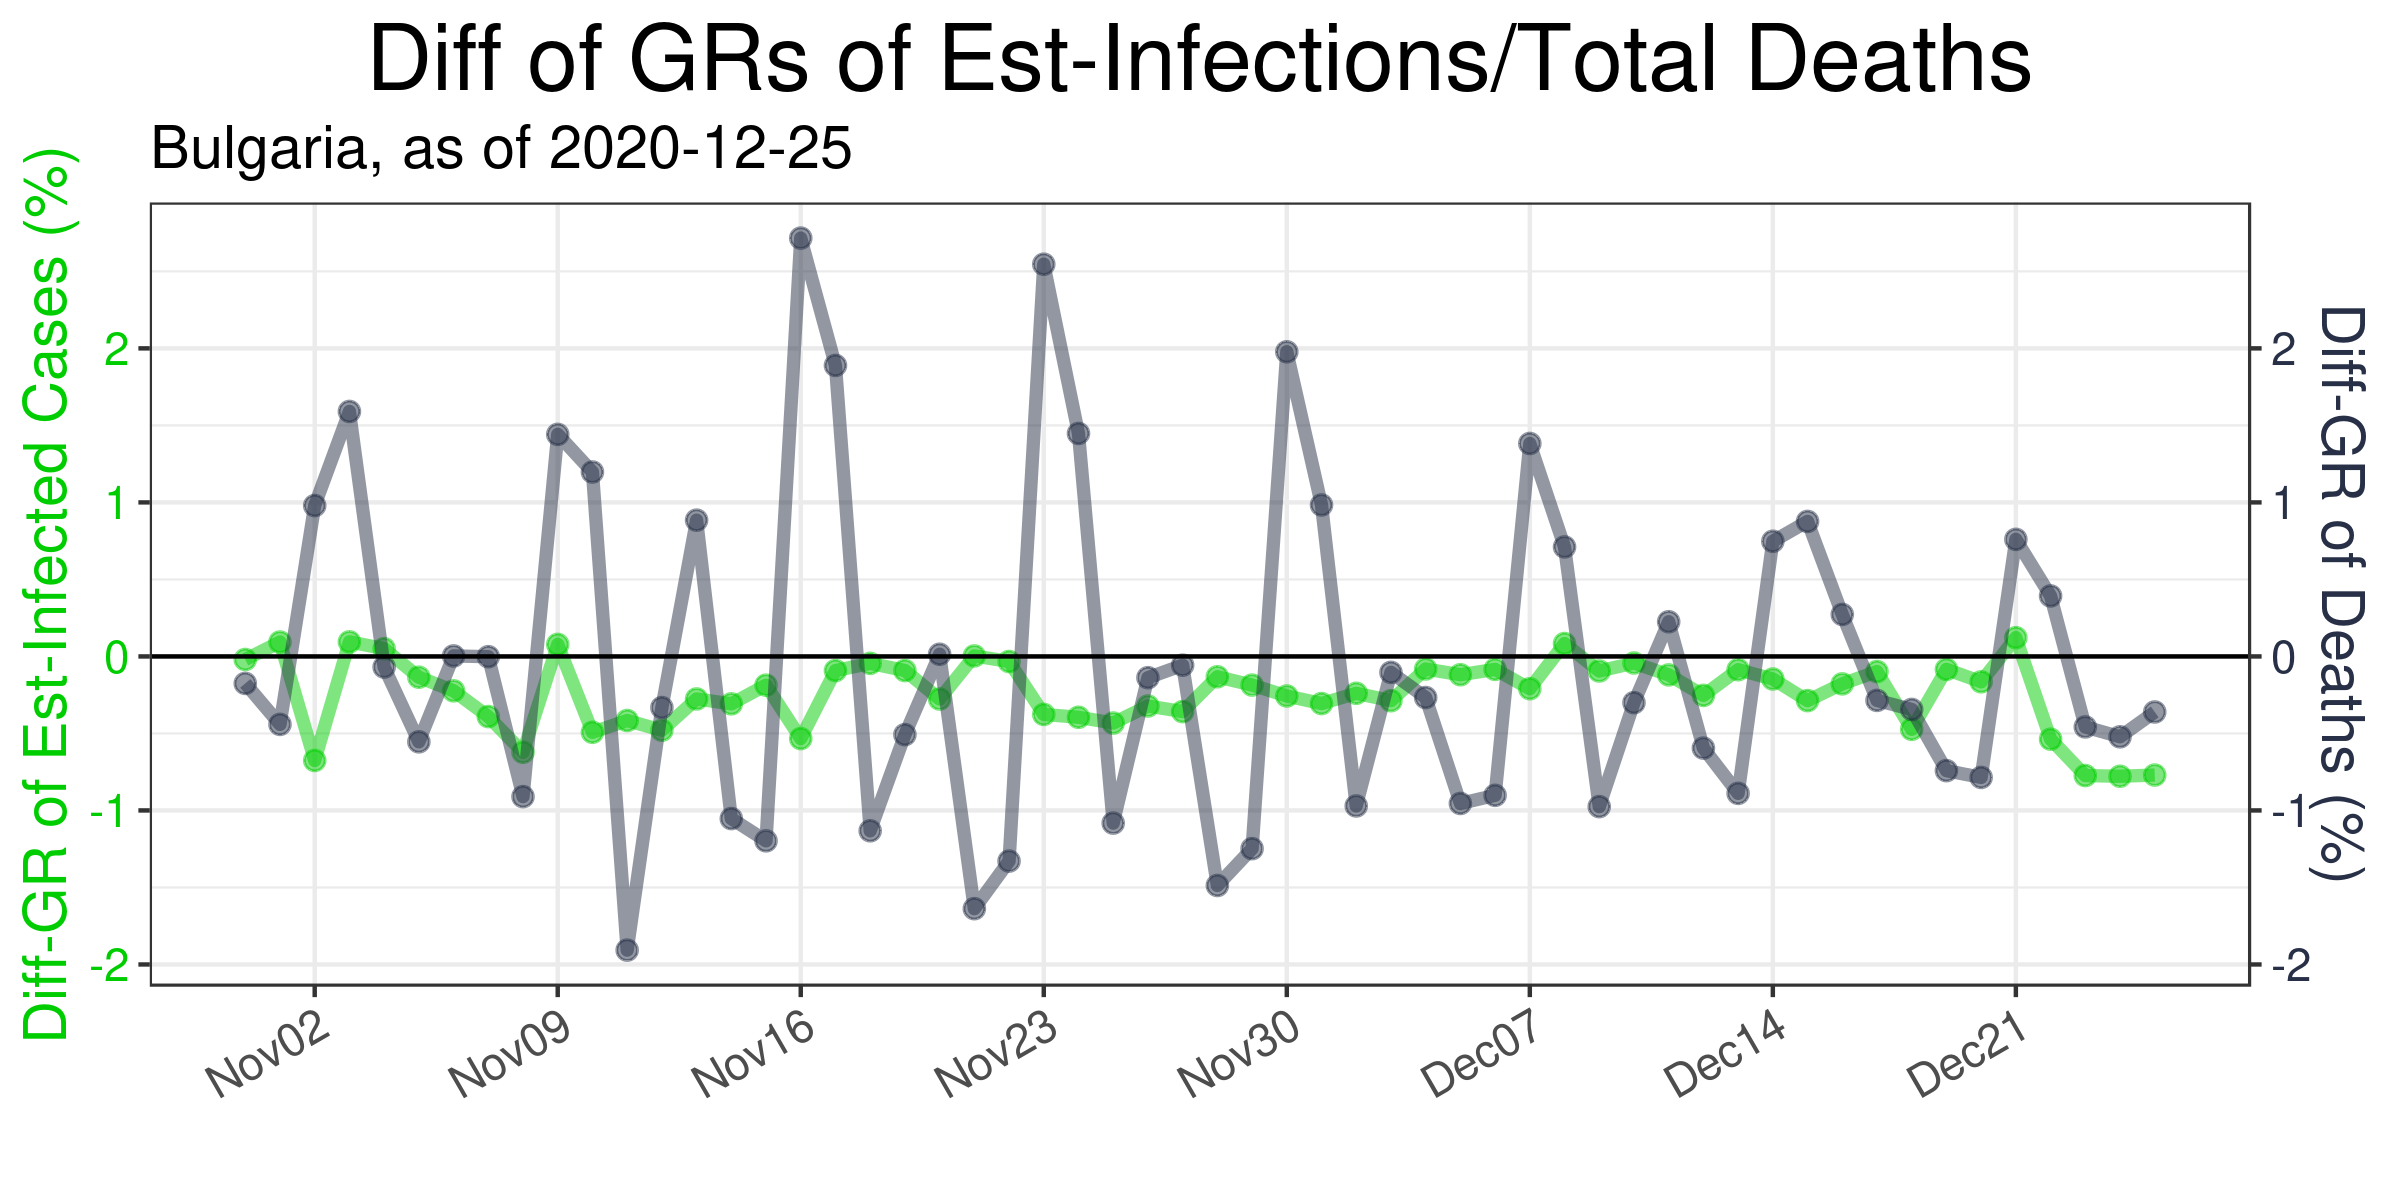 Diff of GRs of Est-Infections/Total Deaths
Bulgaria, as of 2020-12-25
Diff-GR of Est-Infected Cases (%)
2
1
0
-1
-2
2
1
0
-1
-2
Diff-GR of Deaths (%)
Nov02
Nov09
Nov16
Nov23
Nov30
Dec07
Dec14
Dec21